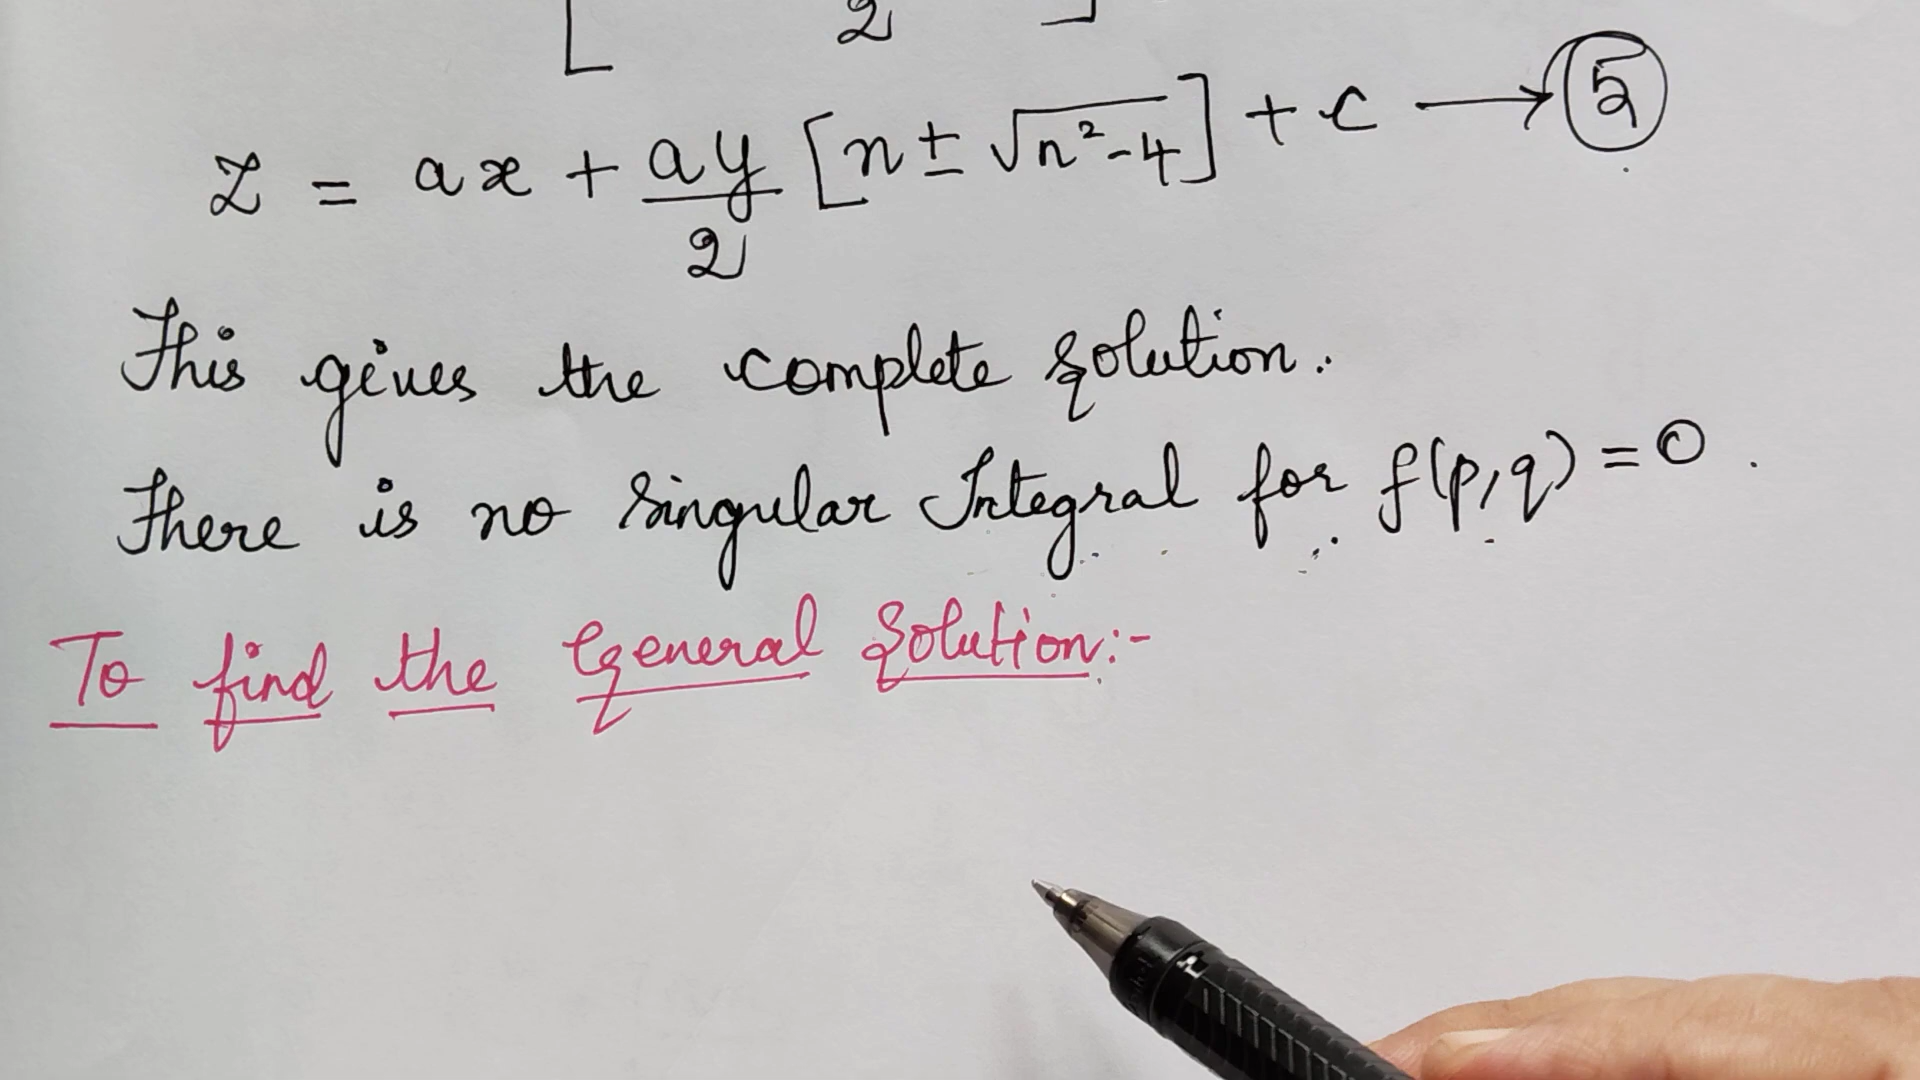 2
z = ax + ay/2 [n ± √n²-4] + c → 5
This gives the complete solution.
There is no singular Integral for f(p,q) = 0.
To find the General Solution:-